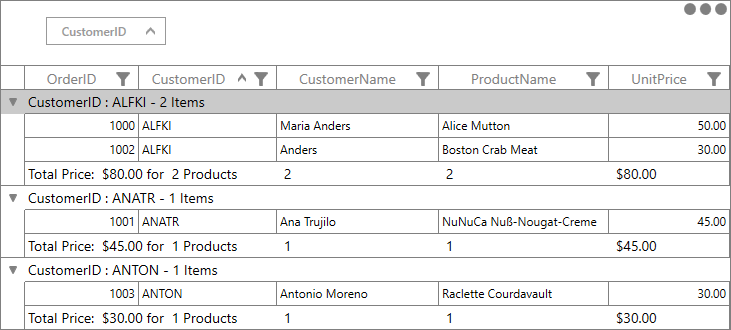 CustomerID
OrderID CustomerID CustomerName ProductName UnitPrice
CustomerID : ALFKI - 2 Items
1000 ALFKI Maria Anders Alice Mutton 50.00
1002 ALFKI Anders Boston Crab Meat 30.00
Total Price: $80.00 for 2 Products 2 2 $80.00
CustomerID : ANATR - 1 Items
1001 ANATR Ana Trujilo NuNuCa Nuß-Nougat-Creme 45.00
Total Price: $45.00 for 1 Products 1 1 $45.00
CustomerID : ANTON - 1 Items
1003 ANTON Antonio Moreno Raclette Courdavault 30.00
Total Price: $30.00 for 1 Products 1 1 $30.00